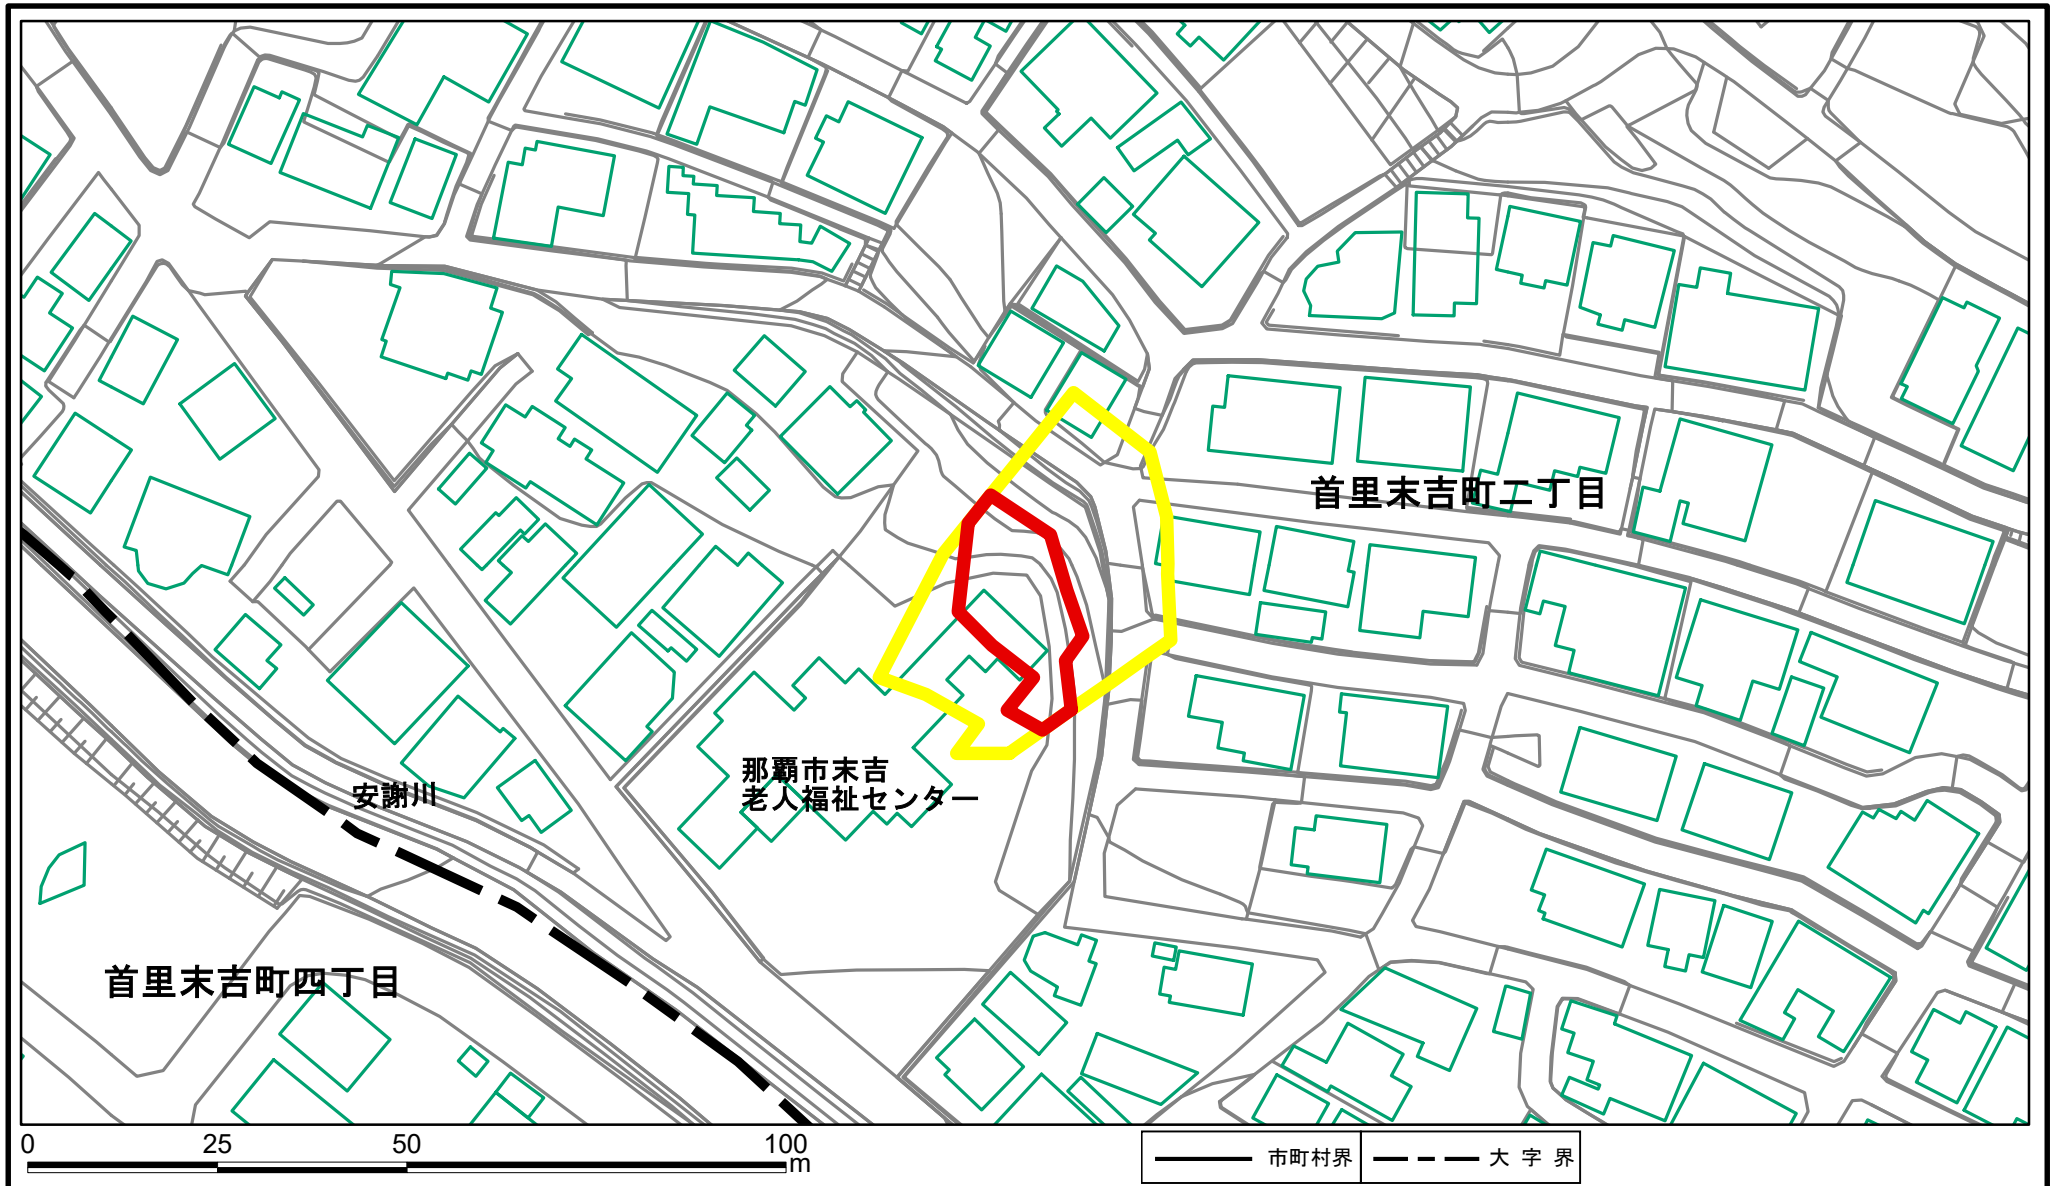 首里末吉町二丁目
那覇市末吉
老人福祉センター
安謝川
首里末吉町四丁目
0 25 50 100
m
市町村界
大 字 界